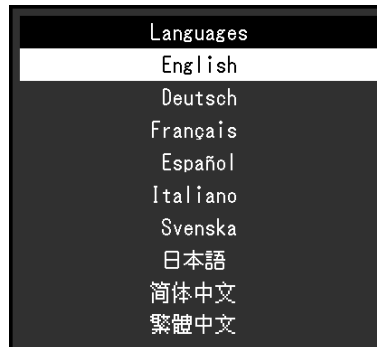 Languages
English
Deutsch
Français
Español
Italiano
Svenska
日本語
简体中文
繁體中文